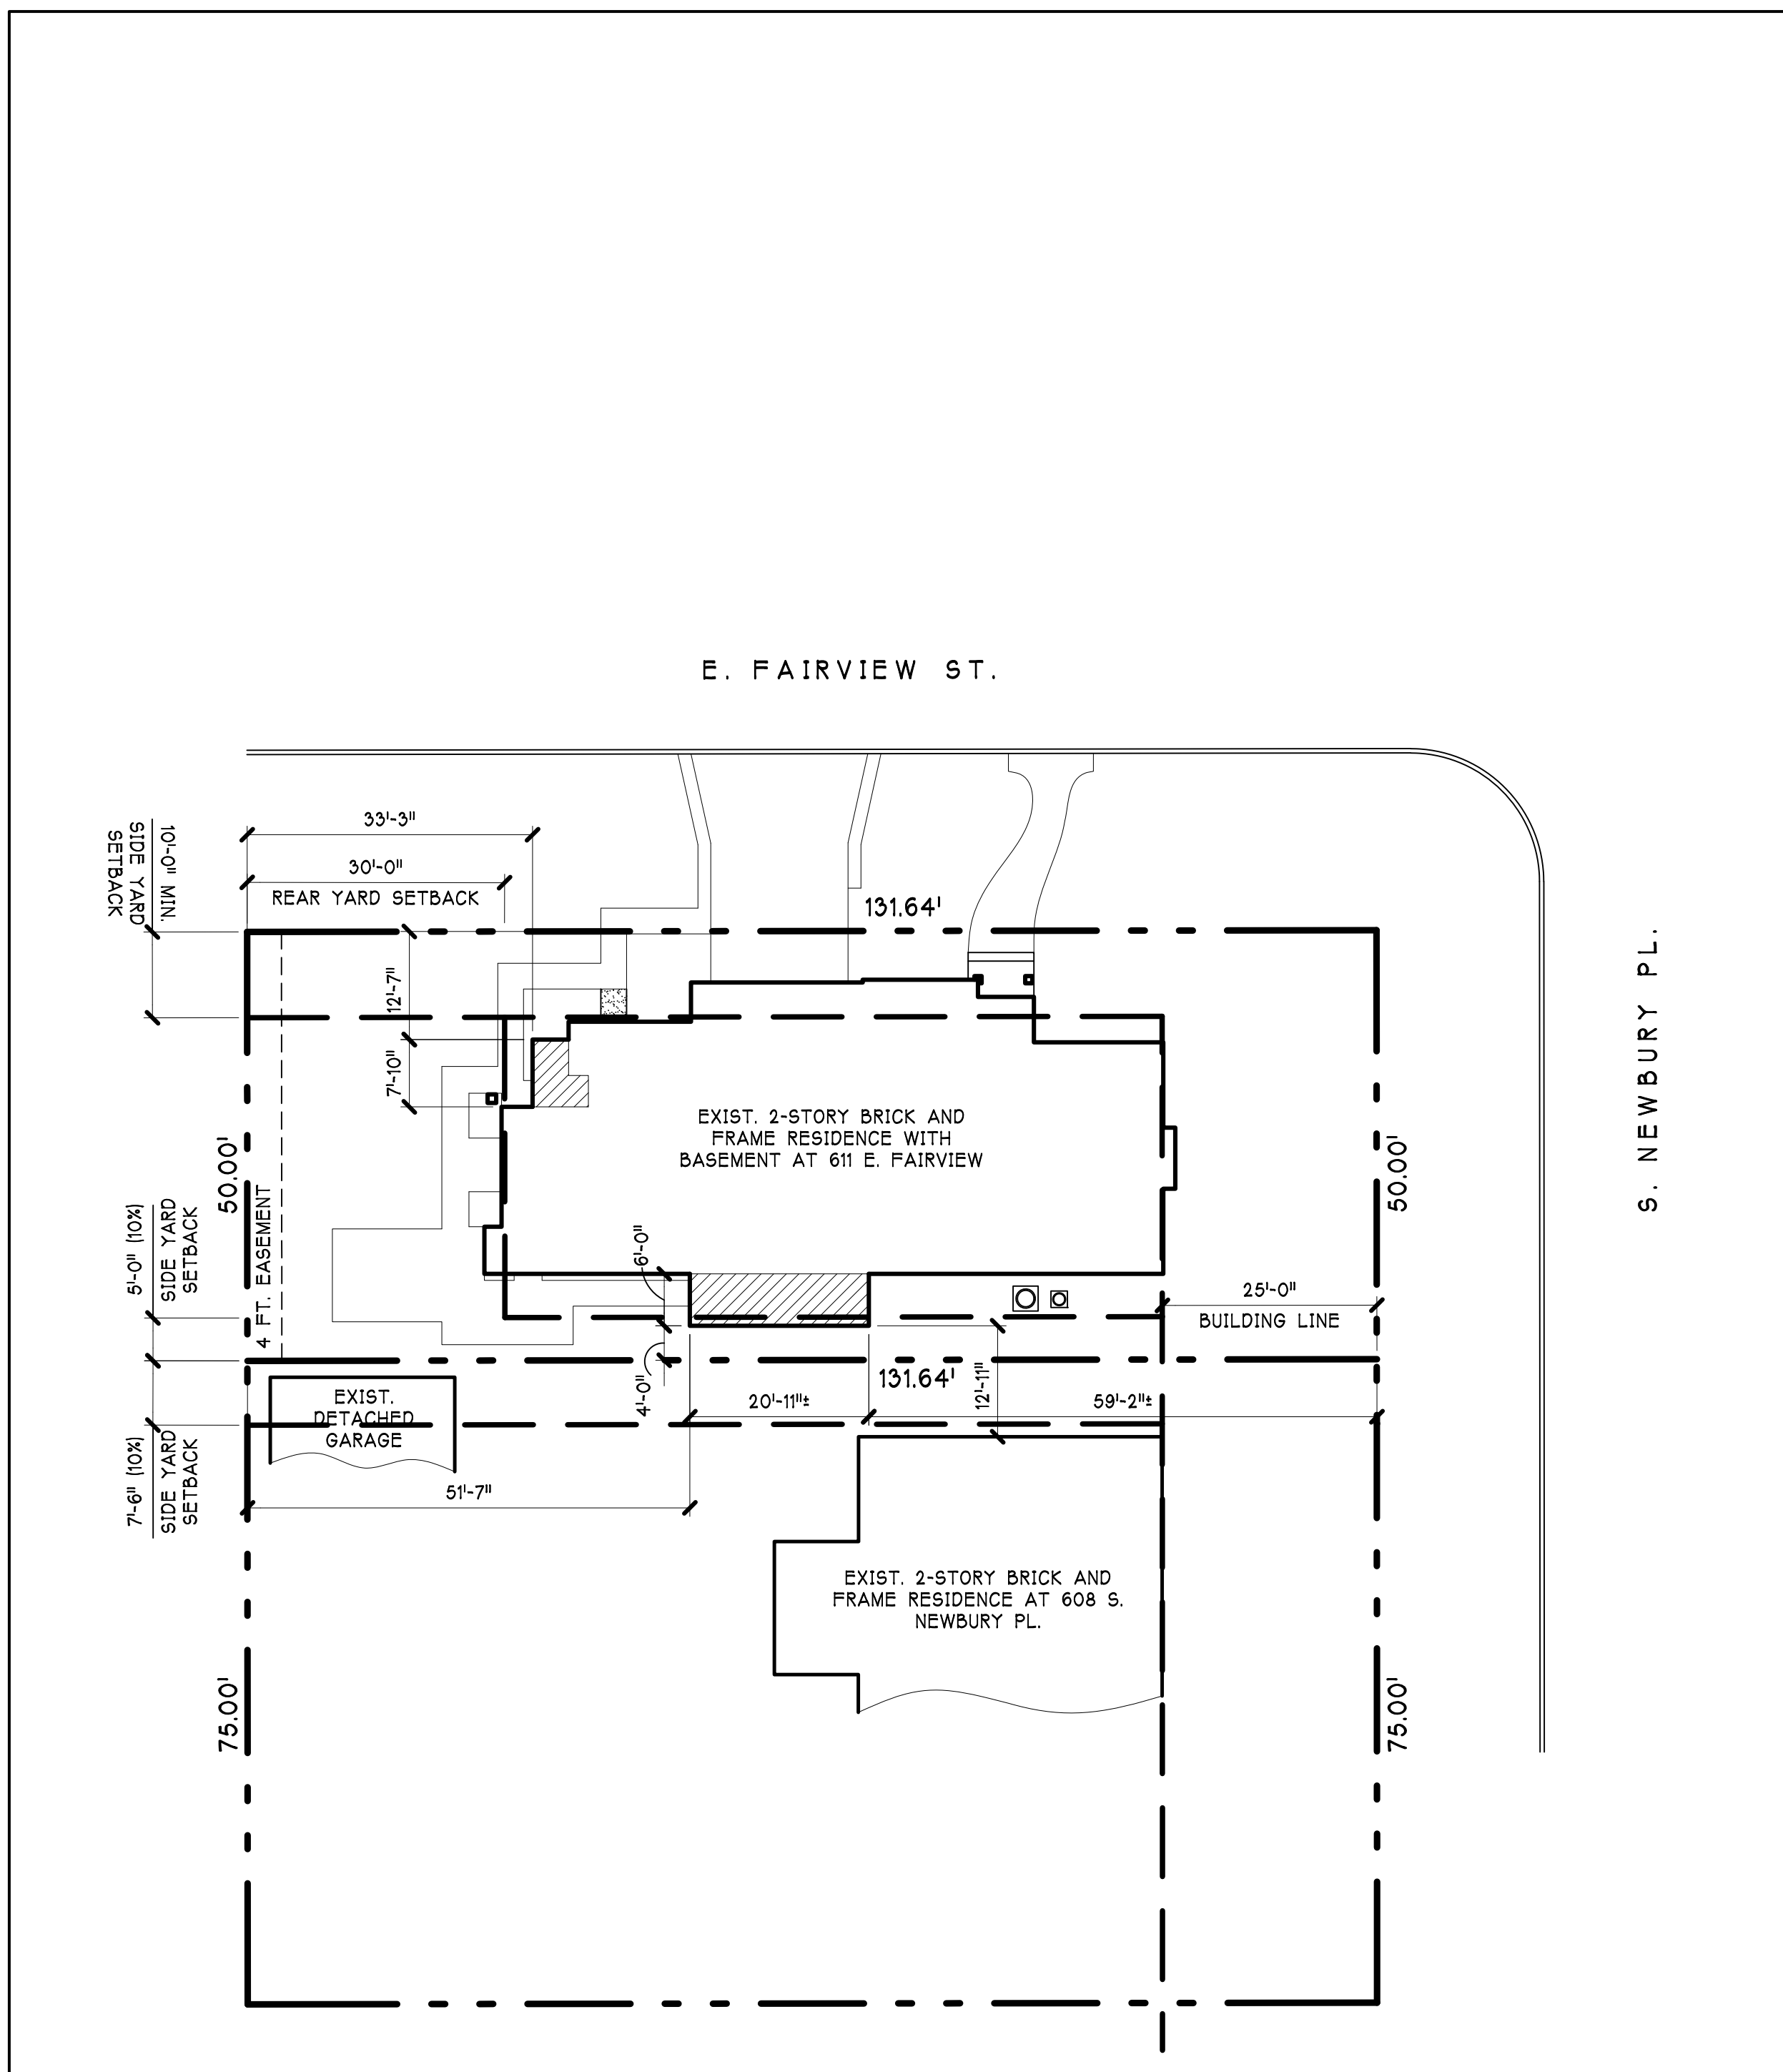 E. FAIRVIEW ST.
33'-3"
10'-0" MIN.
SIDE YARD
SETBACK
30'-0"
REAR YARD SETBACK
131.64'
S. NEWBURY PL.
12'-7"
7'-10"
EXIST. 2-STORY BRICK AND
FRAME RESIDENCE WITH
BASEMENT AT 611 E. FAIRVIEW
50.00'
50.00'
5'-0" (10%)
SIDE YARD
SETBACK
4 FT. EASEMENT
6'-0"
25'-0"
BUILDING LINE
4'-0"
131.64'
12'-11"
20'-11"±
59'-2"±
EXIST.
DETACHED
GARAGE
7'-6" (10%)
SIDE YARD
SETBACK
51'-7"
EXIST. 2-STORY BRICK AND
FRAME RESIDENCE AT 608 S.
NEWBURY PL.
75.00'
75.00'